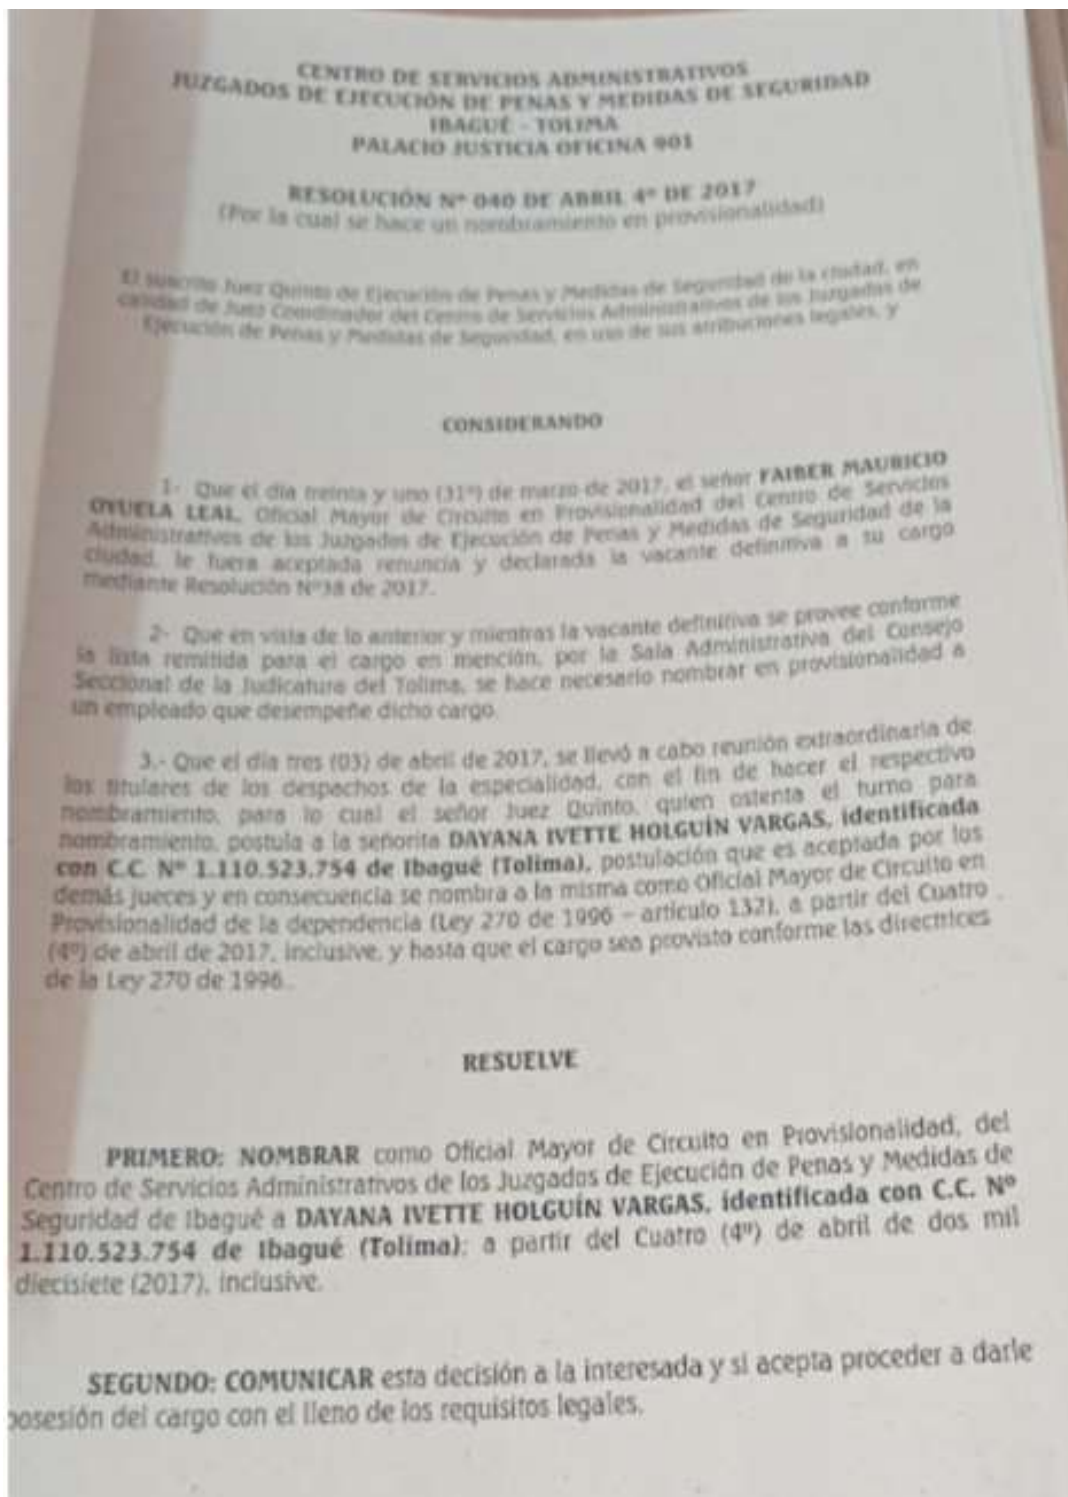 CENTRO DE SERVICIOS ADMINISTRATIVOS
JUZGADOS DE EJECUCIÓN DE PENAS Y MEDIDAS DE SEGURIDAD
IBAGUÉ - TOLIMA
PALACIO JUSTICIA OFICINA 901
RESOLUCIÓN Nº 040 DE ABRIL 4º DE 2017
(Por la cual se hace un nombramiento en provisionalidad)
El suscrito Juez Quinto de Ejecución de Penas y Medidas de Seguridad de la ciudad, en
calidad de Juez Coordinador del Centro de Servicios Administrativos de los Juzgados de
Ejecución de Penas y Medidas de Seguridad, en uso de sus atribuciones legales, y
CONSIDERANDO
1- Que el día treinta y uno (31º) de marzo de 2017, el señor FAIBER MAURICIO
OYUELA LEAL, Oficial Mayor de Circuito en Provisionalidad del Centro de Servicios
Administrativos de los Juzgados de Ejecución de Penas y Medidas de Seguridad de la
ciudad, le fuera aceptada renuncia y declarada la vacante definitiva a su cargo
mediante Resolución Nº38 de 2017.
2- Que en vista de lo anterior y mientras la vacante definitiva se provee conforme
la lista remitida para el cargo en mención, por la Sala Administrativa del Consejo
Seccional de la Judicatura del Tolima, se hace necesario nombrar en provisionalidad a
un empleado que desempeñe dicho cargo.
3.- Que el día tres (03) de abril de 2017, se llevó a cabo reunión extraordinaria de
los titulares de los despachos de la especialidad, con el fin de hacer el respectivo
nombramiento, para lo cual el señor Juez Quinto, quien ostenta el turno para
nombramiento, postula a la señorita DAYANA IVETTE HOLGUÍN VARGAS, identificada
con C.C. Nº 1.110.523.754 de Ibagué (Tolima), postulación que es aceptada por los
demás jueces y en consecuencia se nombra a la misma como Oficial Mayor de Circuito en
Provisionalidad de la dependencia (Ley 270 de 1996 – artículo 132), a partir del Cuatro
(4º) de abril de 2017, inclusive, y hasta que el cargo sea provisto conforme las directrices
de la Ley 270 de 1996.
RESUELVE
PRIMERO: NOMBRAR como Oficial Mayor de Circuito en Provisionalidad, del
Centro de Servicios Administrativos de los Juzgados de Ejecución de Penas y Medidas de
Seguridad de Ibagué a DAYANA IVETTE HOLGUÍN VARGAS, identificada con C.C. Nº
1.110.523.754 de Ibagué (Tolima); a partir del Cuatro (4º) de abril de dos mil
diecisiete (2017), inclusive.
SEGUNDO: COMUNICAR esta decisión a la interesada y si acepta proceder a darle
posesión del cargo con el lleno de los requisitos legales.